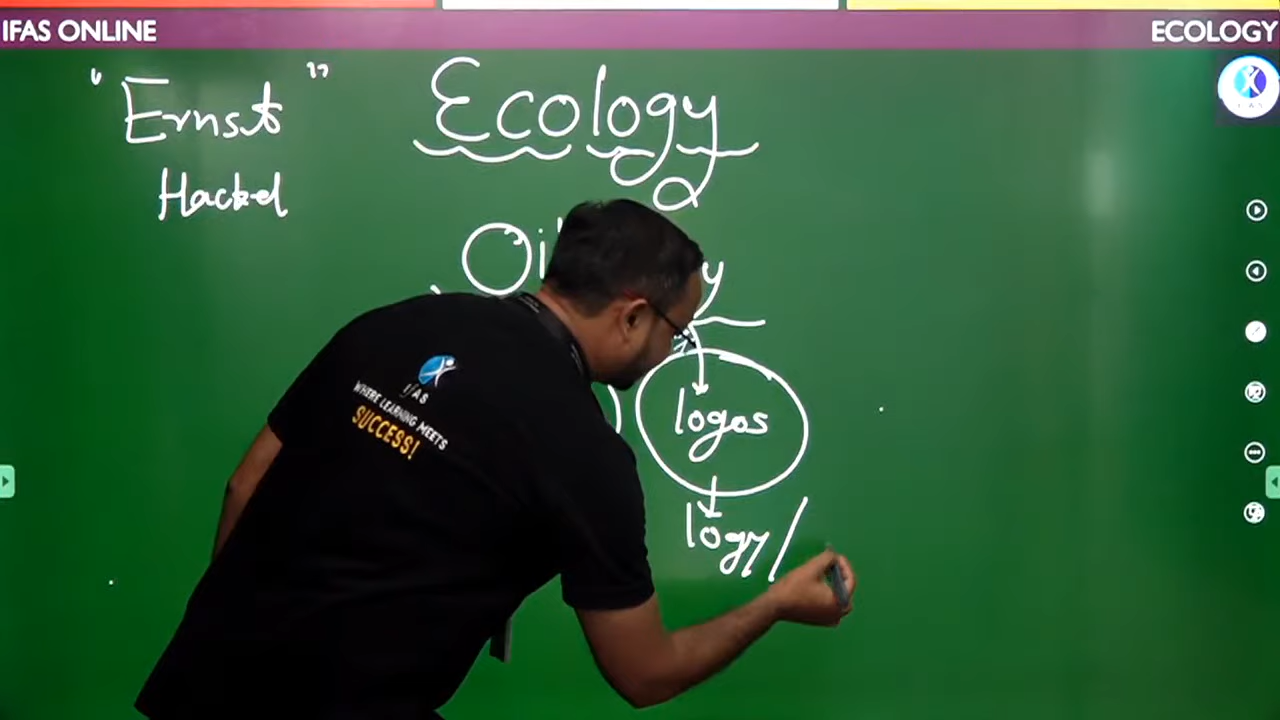 IFAS ONLINE
ECOLOGY
"Ernst"
Hackel
Ecology
logos
logy/
IFAS
WHERE LEARNING MEETS
SUCCESS!